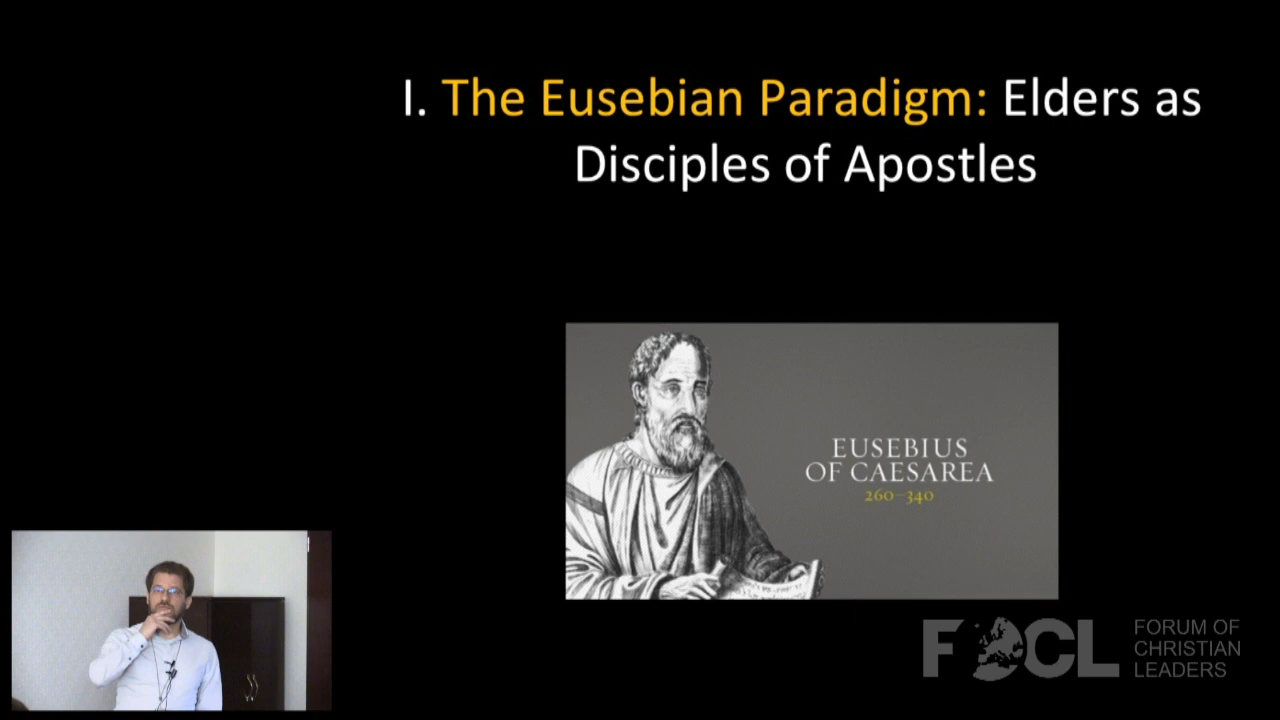 I. The Eusebian Paradigm: Elders as
Disciples of Apostles
EUSEBIUS
OF CAESAREA
260–340
FOCL
FORUM OF
CHRISTIAN
LEADERS